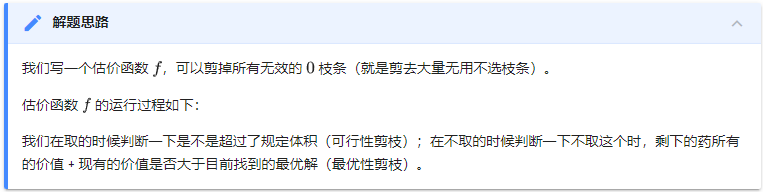 解题思路
我们写一个估价函数 f，可以剪掉所有无效的 0 枝条（就是剪去大量无用不选枝条）。
估价函数 f 的运行过程如下：
我们在取的时候判断一下是不是超过了规定体积（可行性剪枝）；在不取的时候判断一下不取这个时，剩下的药所有
的价值 + 现有的价值是否大于目前找到的最优解（最优性剪枝）。